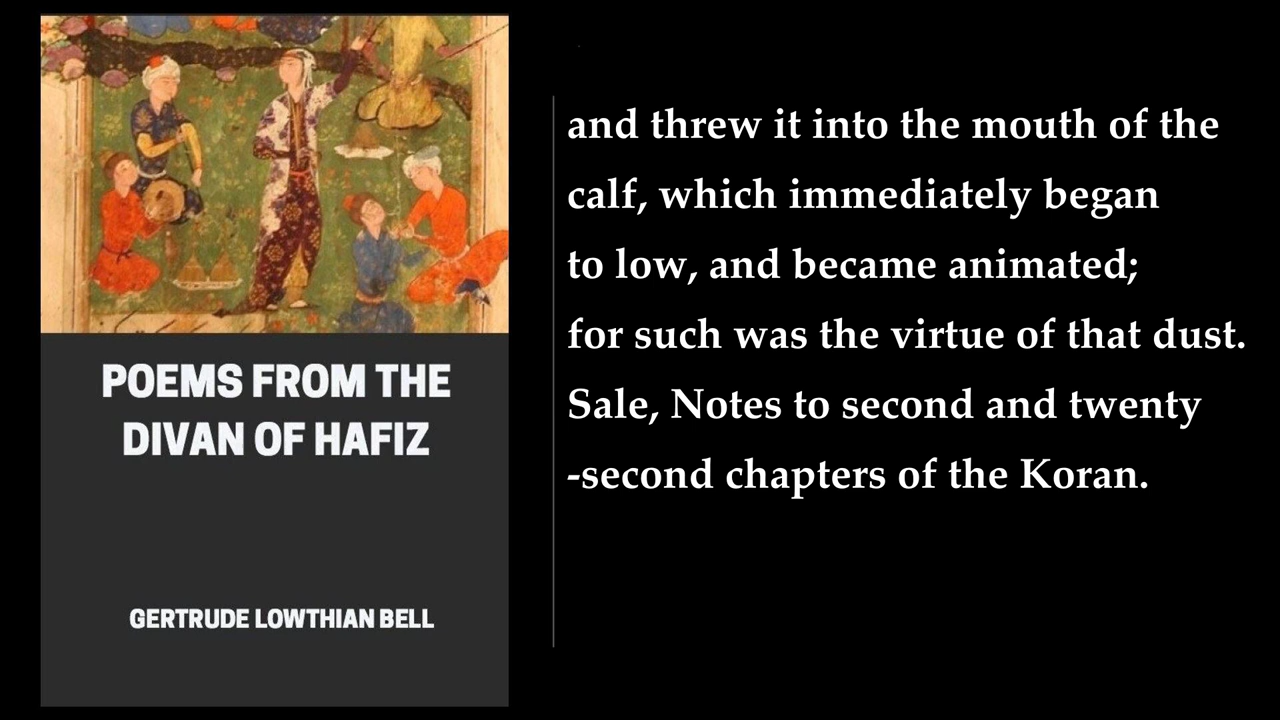 POEMS FROM THE
DIVAN OF HAFIZ
GERTRUDE LOWTHIAN BELL
and threw it into the mouth of the
calf, which immediately began
to low, and became animated;
for such was the virtue of that dust.
Sale, Notes to second and twenty
-second chapters of the Koran.